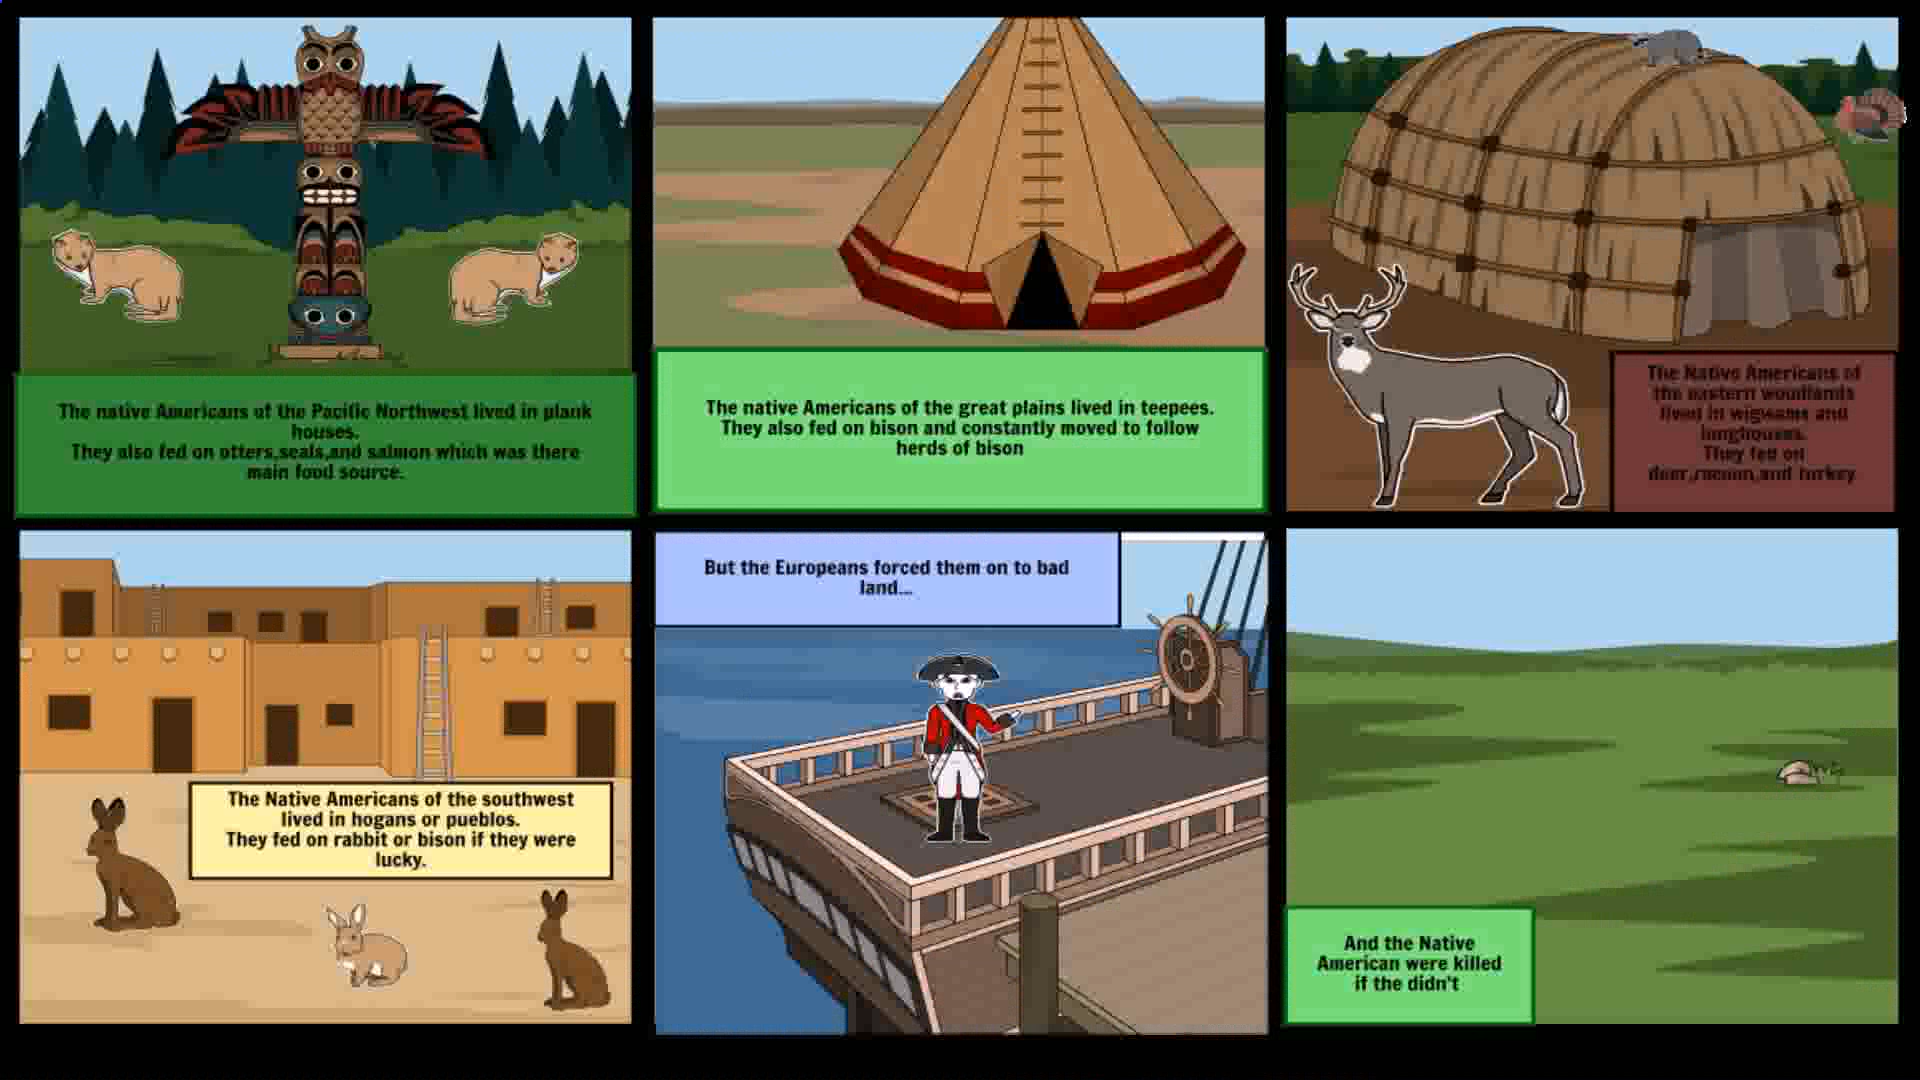 The native Americans of the Pacific Northwest lived in plank
houses.
They also fed on otters,seals,and salmon which was there
main food source.
The native Americans of the great plains lived in teepees.
They also fed on bison and constantly moved to follow
herds of bison
The Native Americans of
the eastern woodlands
lived in wigwams and
longhouses.
They fed on
deer,racoon,and turkey
The Native Americans of the southwest
lived in hogans or pueblos.
They fed on rabbit or bison if they were
lucky.
But the Europeans forced them on to bad
land...
And the Native
American were killed
if the didn't